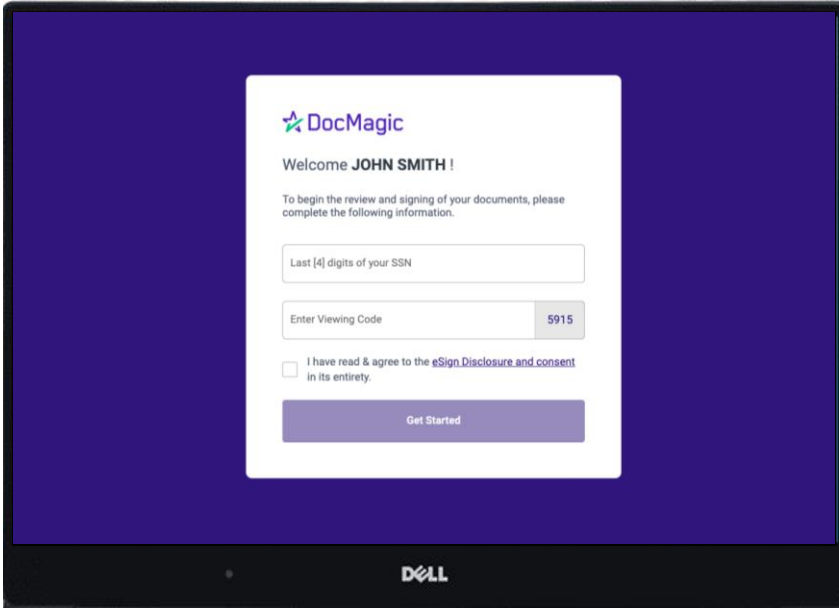 DocMagic
Welcome JOHN SMITH !
To begin the review and signing of your documents, please
complete the following information.
Last [4] digits of your SSN
Enter Viewing Code
5915
I have read & agree to the eSign Disclosure and consent
in its entirety.
Get Started
DELL